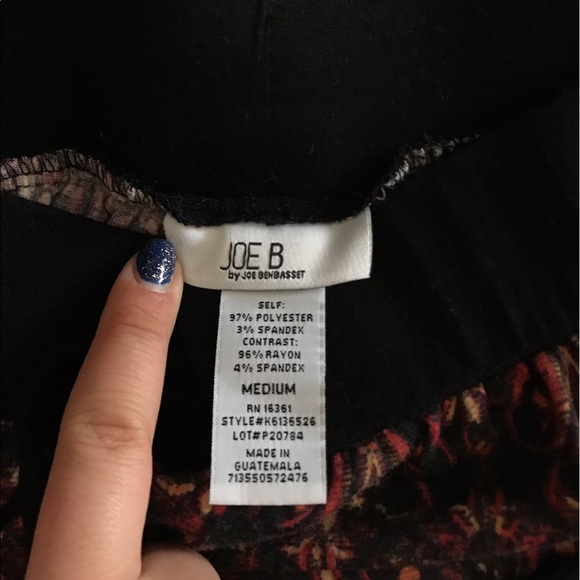 JOE B
by JOE BENBASSET
SELF:
97% POLYESTER
3% SPANDEX
CONTRAST:
96% RAYON
4% SPANDEX
MEDIUM
RN 16361
STYLE#K6136526
LOT#P20784
MADE IN
GUATEMALA
713550572476